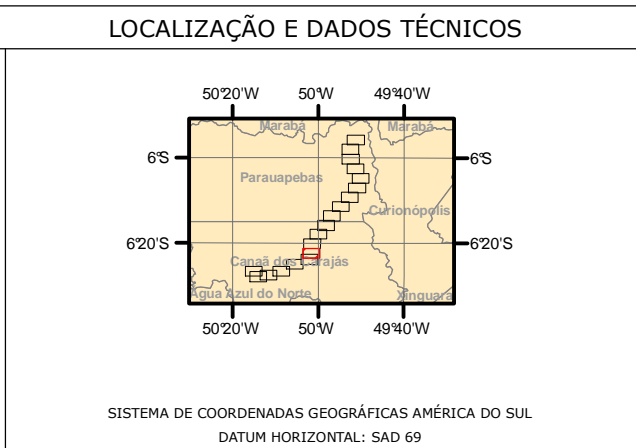 LOCALIZAÇÃO E DADOS TÉCNICOS
50°20'W 50°W 49°40'W
Marabá Marabá
6°S 6°S
Parauapebas
Curionópolis
6°20'S 6°20'S
Canaã dos Carajás
Água Azul do Norte Xinguara
50°20'W 50°W 49°40'W
SISTEMA DE COORDENADAS GEOGRÁFICAS AMÉRICA DO SUL
DATUM HORIZONTAL: SAD 69